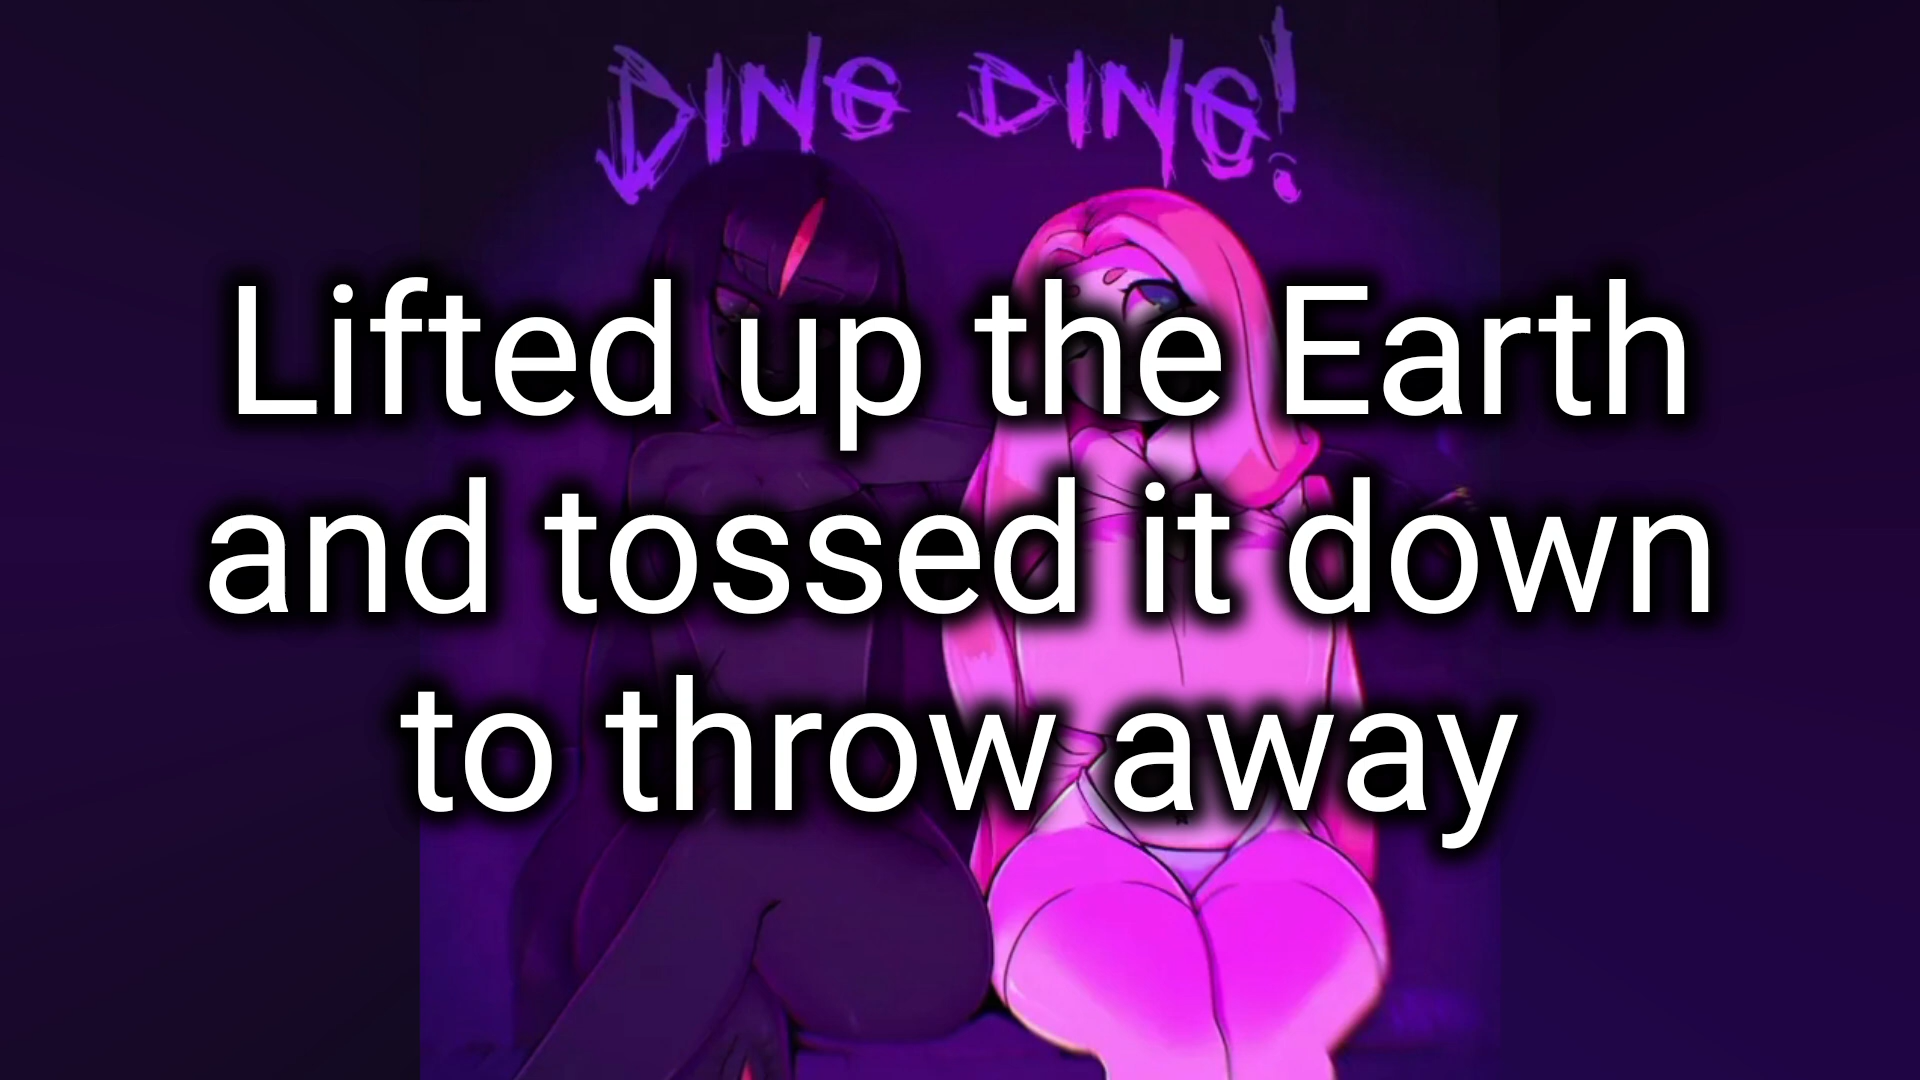 DING DING!
Lifted up the Earth
and tossed it down
to throw away